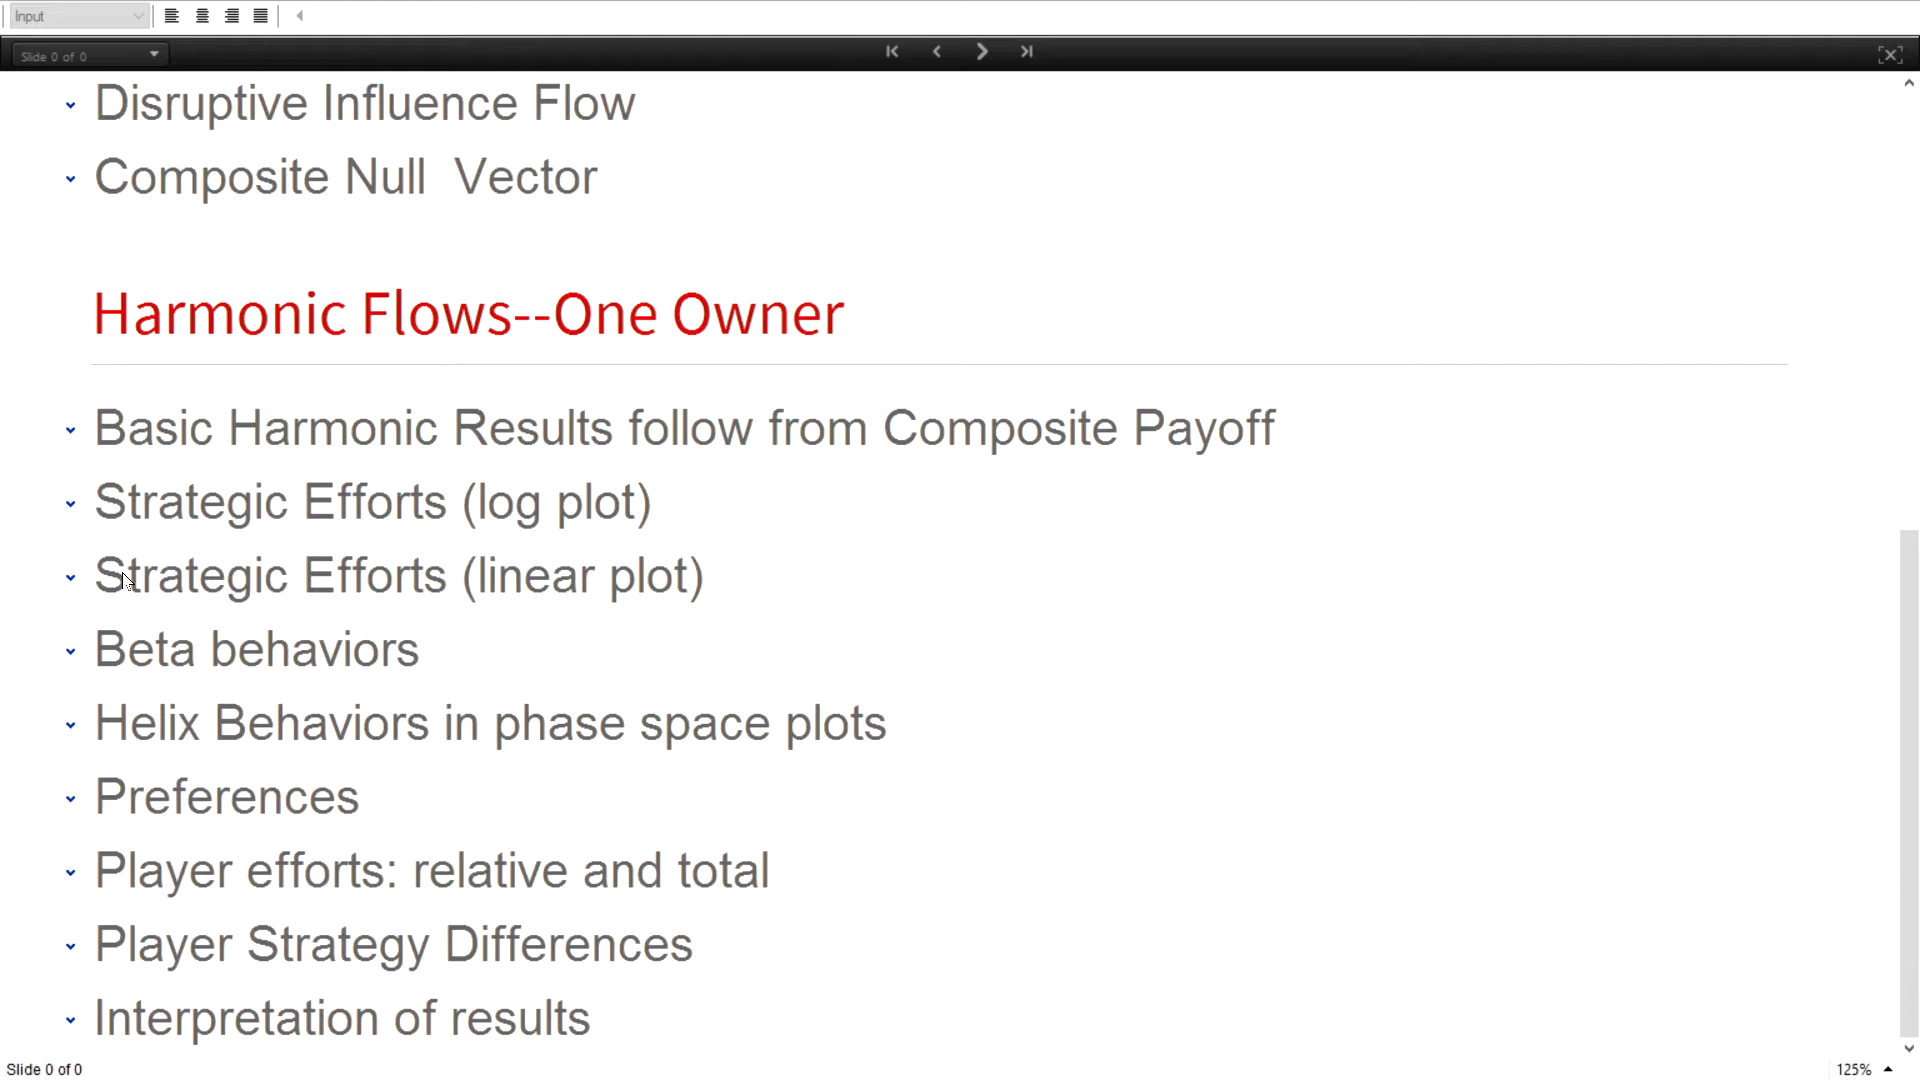 Input
Slide 0 of 0
Disruptive Influence Flow
Composite Null  Vector
Harmonic Flows--One Owner
Basic Harmonic Results follow from Composite Payoff
Strategic Efforts (log plot)
Strategic Efforts (linear plot)
Beta behaviors
Helix Behaviors in phase space plots
Preferences
Player efforts: relative and total
Player Strategy Differences
Interpretation of results
Slide 0 of 0
125%